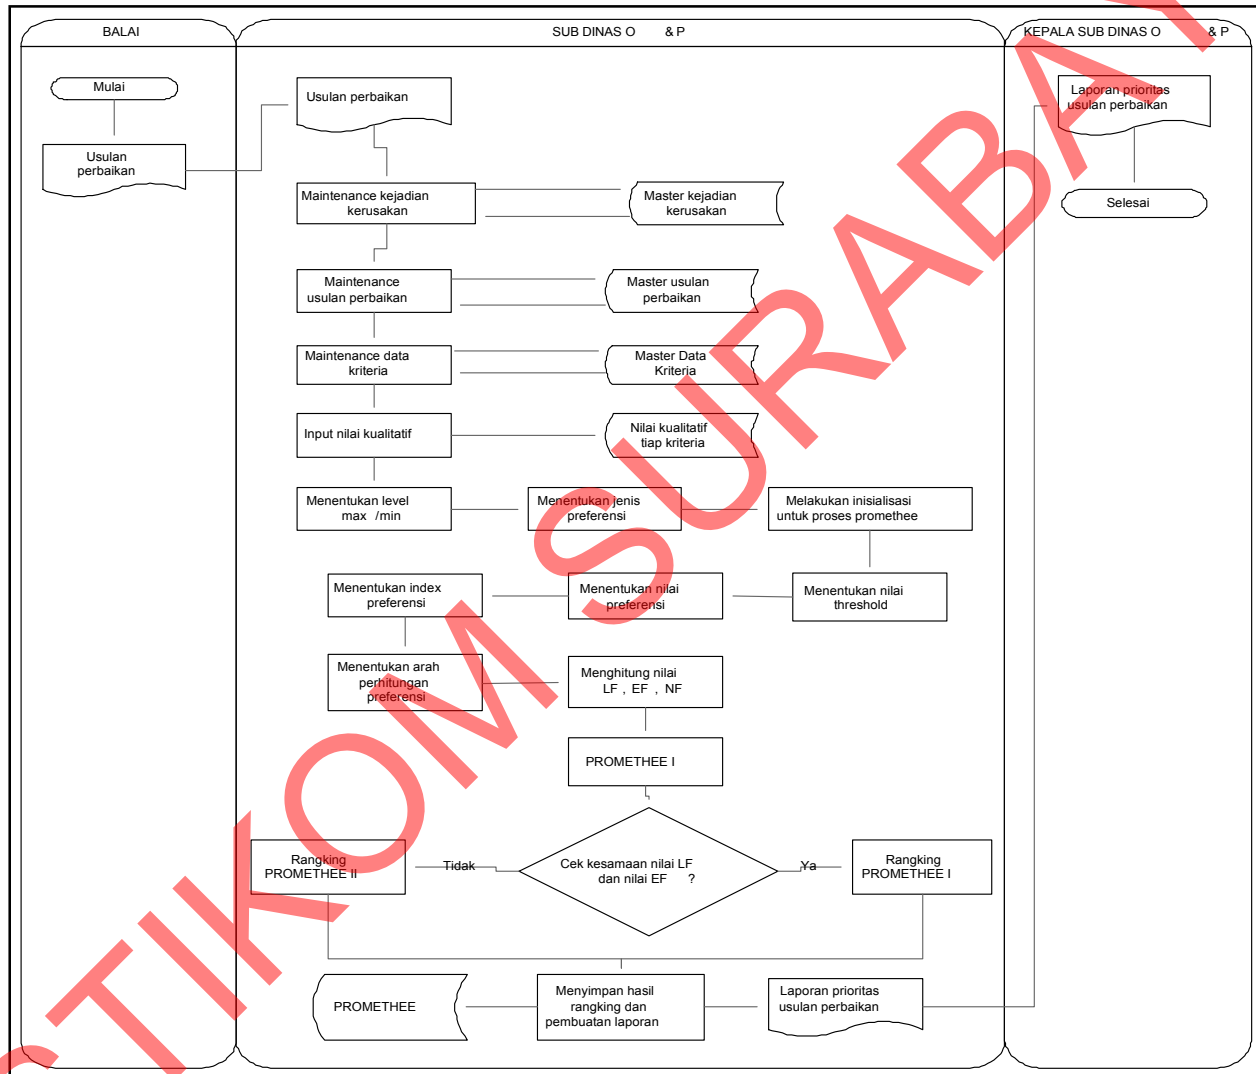 BALAI
SUB DINAS O & P
KEPALA SUB DINAS O & P
Mulai
Usulan
perbaikan
Usulan perbaikan
Laporan prioritas
usulan perbaikan
Selesai
Maintenance kejadian
kerusakan
Master kejadian
kerusakan
Maintenance
usulan perbaikan
Master usulan
perbaikan
Maintenance data
kriteria
Master Data
Kriteria
Input nilai kualitatif
Nilai kualitatif
tiap kriteria
Menentukan level
max /min
Menentukan jenis
preferensi
Melakukan inisialisasi
untuk proses promethee
Menentukan index
preferensi
Menentukan nilai
preferensi
Menentukan nilai
threshold
Menentukan arah
perhitungan
preferensi
Menghitung nilai
LF , EF , NF
PROMETHEE I
Rangking
PROMETHEE II
Tidak
Cek kesamaan nilai LF
dan nilai EF ?
Ya
Rangking
PROMETHEE I
PROMETHEE
Menyimpan hasil
rangking dan
pembuatan laporan
Laporan prioritas
usulan perbaikan
STIKOM SURABAY